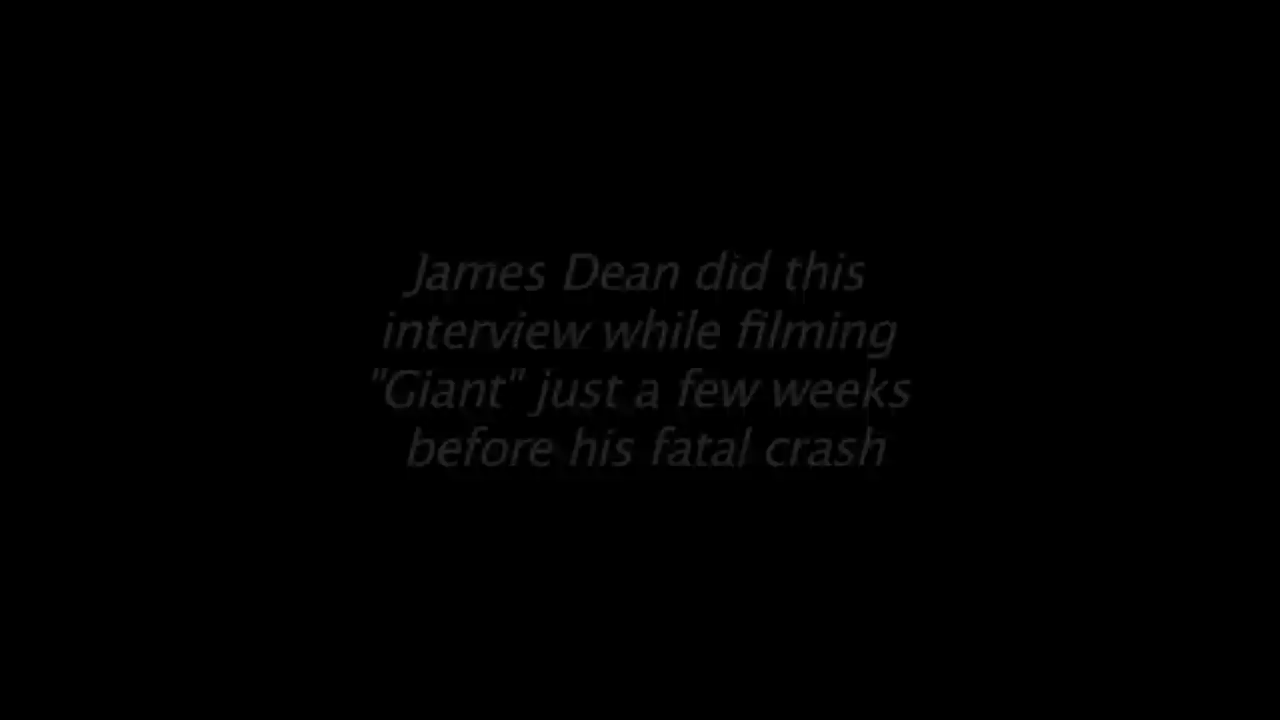 James Dean did this
interview while filming
"Giant" just a few weeks
before his fatal crash